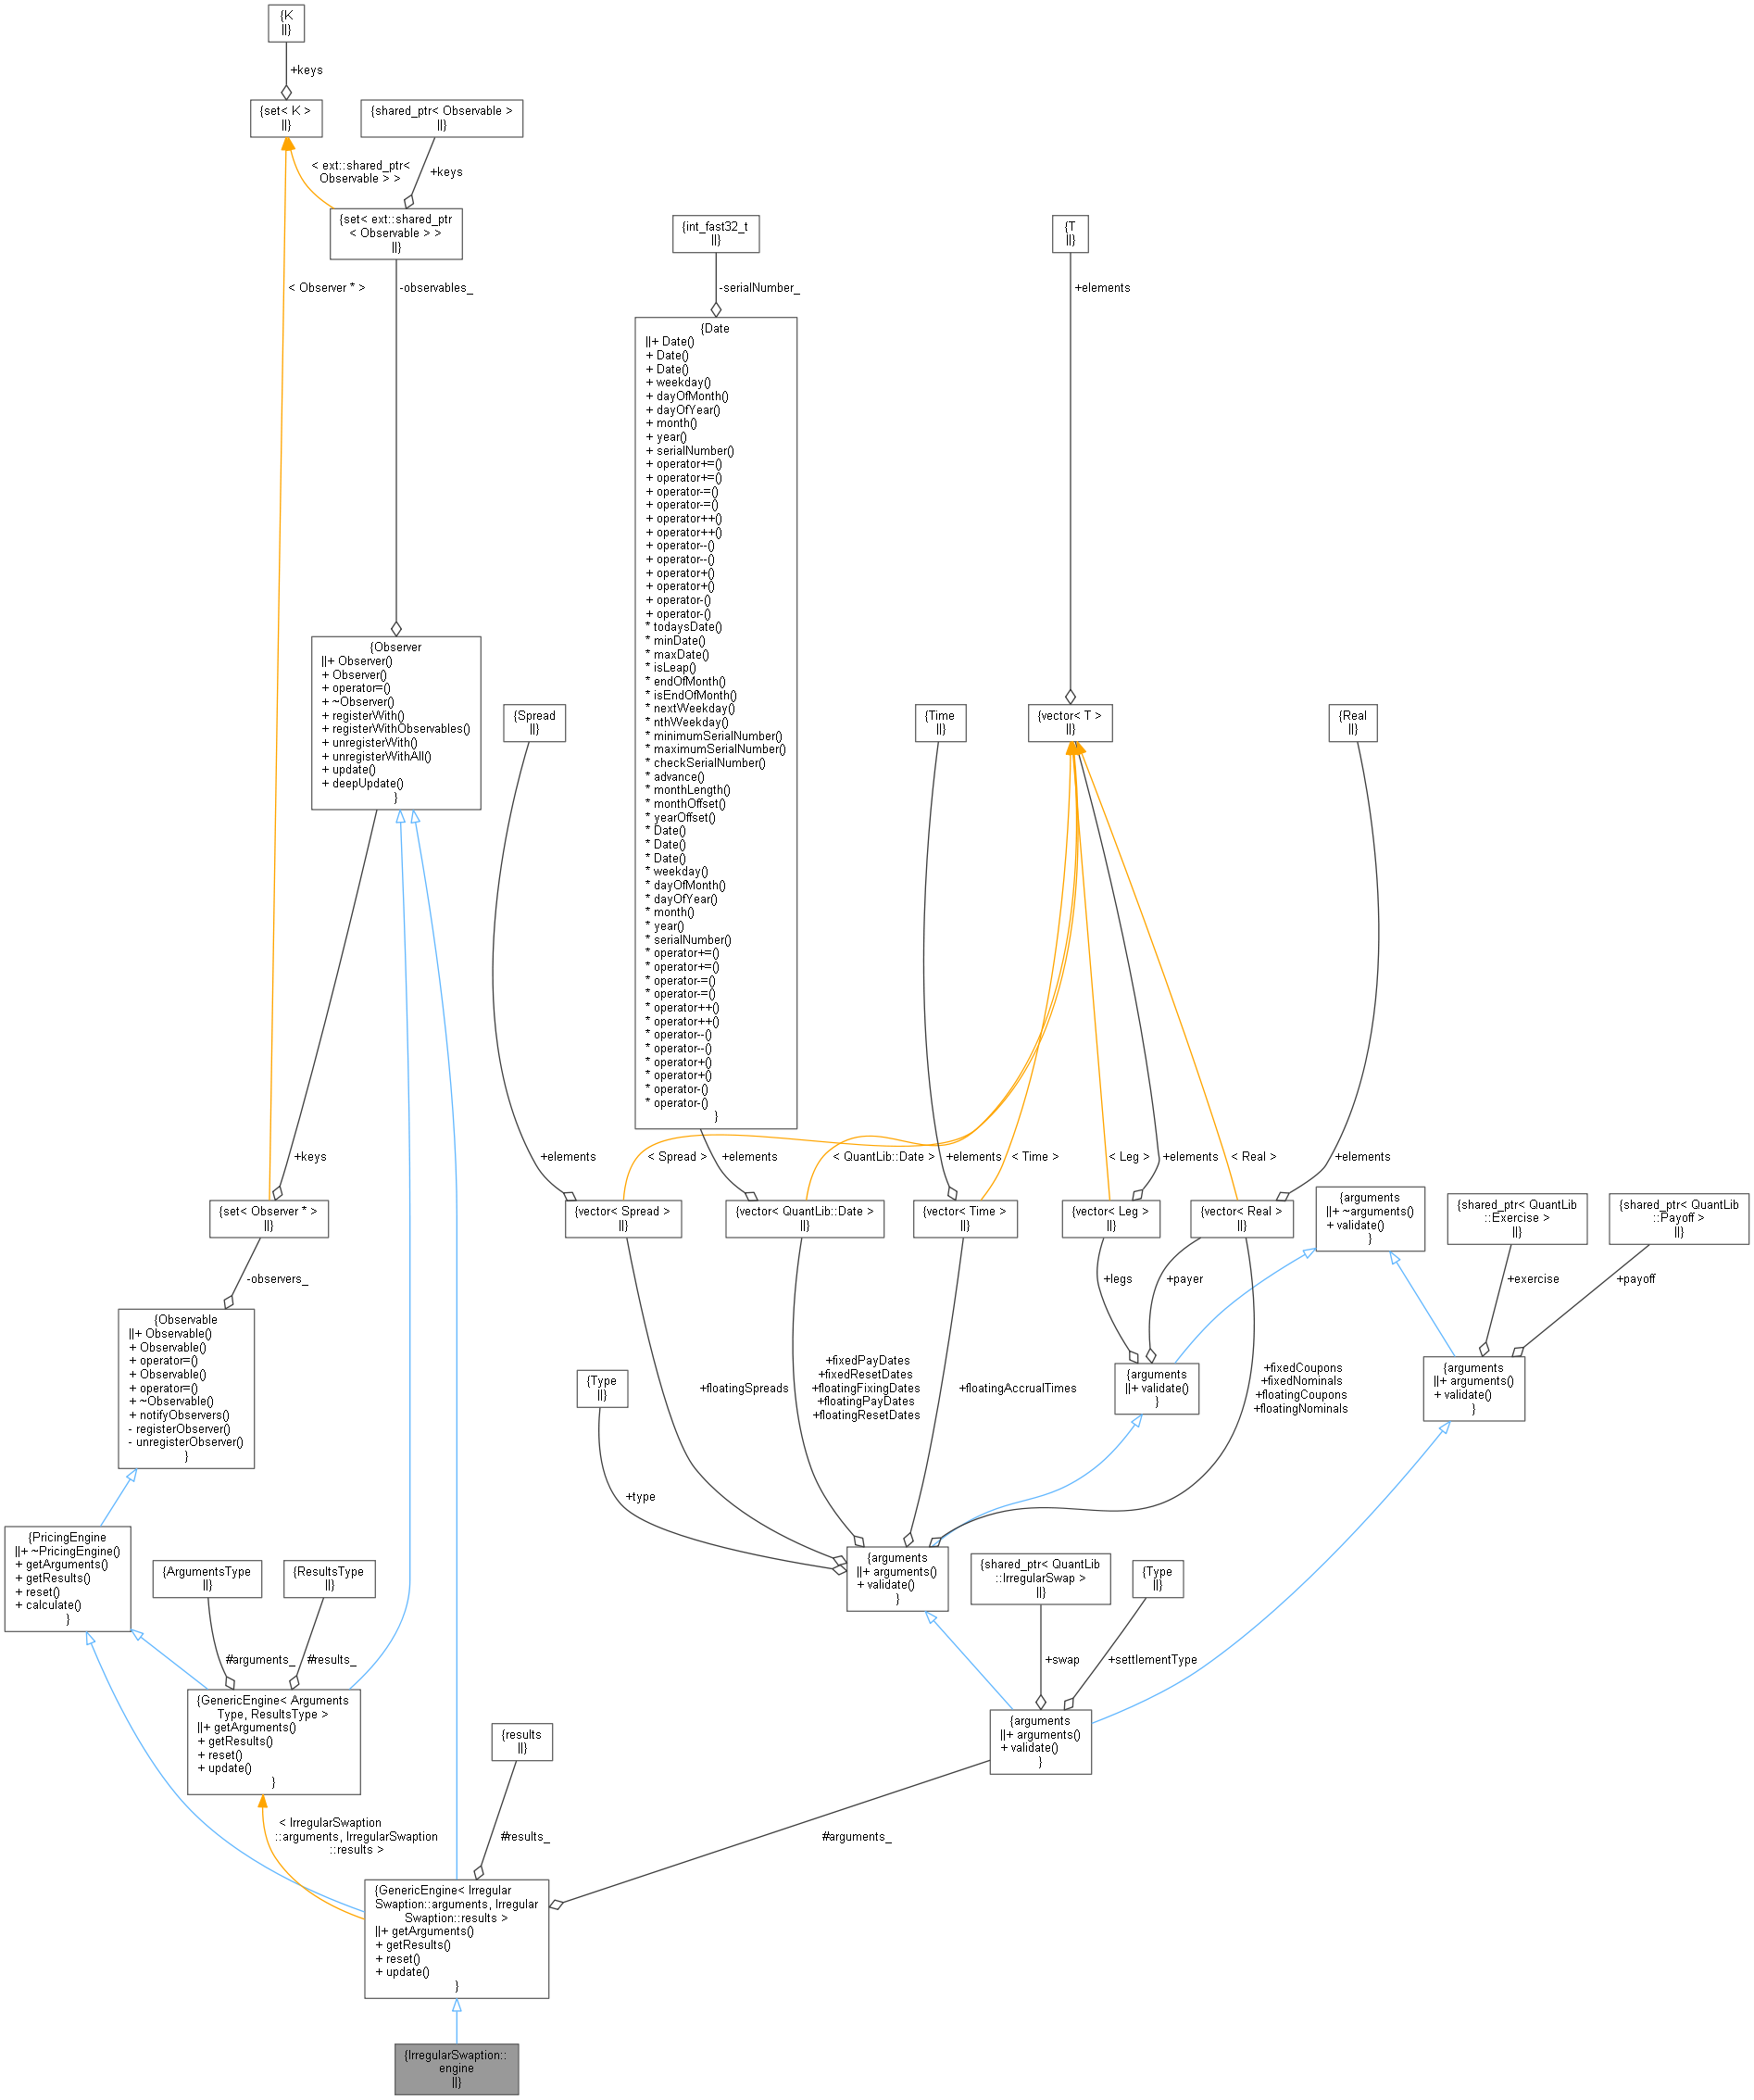 {K
||}
+keys
{set< K >
||}
{shared_ptr< Observable >
||}
< ext::shared_ptr<
Observable > >
+keys
{set< ext::shared_ptr
< Observable > >
||}
{int_fast32_t
||}
{T
||}
< Observer * >
-observables_
-serialNumber_
+elements
{Date
||+ Date()
+ Date()
+ Date()
+ weekday()
+ dayOfMonth()
+ dayOfYear()
+ month()
+ year()
+ serialNumber()
+ operator+=()
+ operator+=()
+ operator-=()
+ operator-=()
+ operator++()
+ operator++()
+ operator--()
+ operator--()
+ operator+()
+ operator+()
+ operator-()
+ operator-()
* todaysDate()
* minDate()
* maxDate()
* isLeap()
* endOfMonth()
* isEndOfMonth()
* nextWeekday()
* nthWeekday()
* minimumSerialNumber()
* maximumSerialNumber()
* checkSerialNumber()
* advance()
* monthLength()
* monthOffset()
* yearOffset()
* Date()
* Date()
* Date()
* weekday()
* dayOfMonth()
* dayOfYear()
* month()
* year()
* serialNumber()
* operator+=()
* operator+=()
* operator-=()
* operator-=()
* operator++()
* operator++()
* operator--()
* operator--()
* operator+()
* operator+()
* operator-()
* operator-()
}
{Observer
||+ Observer()
+ Observer()
+ operator=()
+ ~Observer()
+ registerWith()
+ registerWithObservables()
+ unregisterWith()
+ unregisterWithAll()
+ update()
+ deepUpdate()
}
{Spread
||}
{Time
||}
{vector< T >
||}
{Real
||}
+keys
+elements
< Spread >
+elements
< QuantLib::Date >
+elements
< Time >
< Leg >
+elements
< Real >
+elements
{set< Observer * >
||}
{vector< Spread >
||}
{vector< QuantLib::Date >
||}
{vector< Time >
||}
{vector< Leg >
||}
{vector< Real >
||}
{arguments
||+ ~arguments()
+ validate()
}
{shared_ptr< QuantLib
::Exercise >
||}
{shared_ptr< QuantLib
::Payoff >
||}
-observers_
+legs
+payer
+exercise
+payoff
{Observable
||+ Observable()
+ Observable()
+ operator=()
+ Observable()
+ operator=()
+ ~Observable()
+ notifyObservers()
- registerObserver()
- unregisterObserver()
}
{Type
||}
+floatingSpreads
+fixedPayDates
+fixedResetDates
+floatingFixingDates
+floatingPayDates
+floatingResetDates
+floatingAccrualTimes
{arguments
||+ validate()
}
+fixedCoupons
+fixedNominals
+floatingCoupons
+floatingNominals
{arguments
||+ arguments()
+ validate()
}
+type
{PricingEngine
||+ ~PricingEngine()
+ getArguments()
+ getResults()
+ reset()
+ calculate()
}
{ArgumentsType
||}
{ResultsType
||}
{arguments
||+ arguments()
+ validate()
}
{shared_ptr< QuantLib
::IrregularSwap >
||}
{Type
||}
#arguments_
#results_
+swap
+settlementType
{GenericEngine< Arguments
Type, ResultsType >
||+ getArguments()
+ getResults()
+ reset()
+ update()
}
{results
||}
{arguments
||+ arguments()
+ validate()
}
< IrregularSwaption
::arguments, IrregularSwaption
::results >
#results_
#arguments_
{GenericEngine< Irregular
Swaption::arguments, Irregular
Swaption::results >
||+ getArguments()
+ getResults()
+ reset()
+ update()
}
{IrregularSwaption::
engine
||}